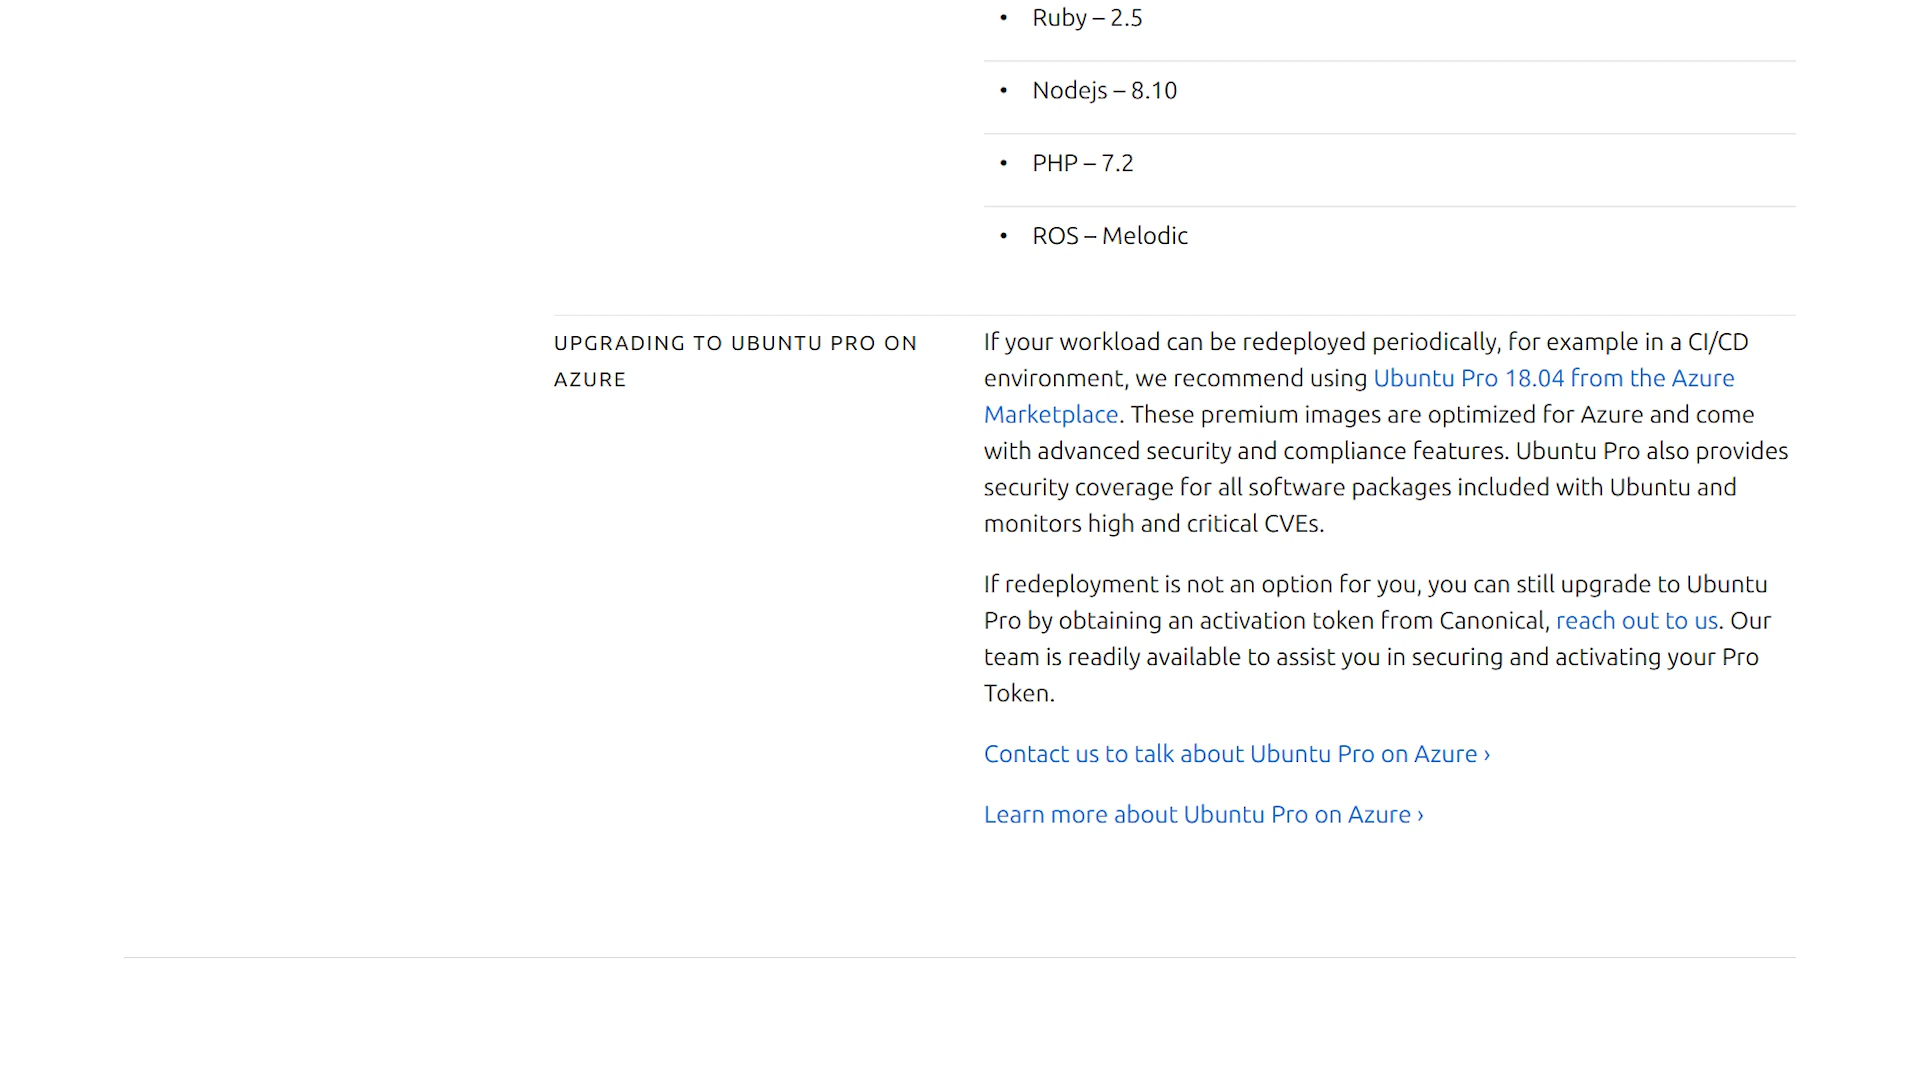 • Ruby – 2.5
• Nodejs – 8.10
• PHP – 7.2
• ROS – Melodic
UPGRADING TO UBUNTU PRO ON
AZURE
If your workload can be redeployed periodically, for example in a CI/CD
environment, we recommend using Ubuntu Pro 18.04 from the Azure
Marketplace. These premium images are optimized for Azure and come
with advanced security and compliance features. Ubuntu Pro also provides
security coverage for all software packages included with Ubuntu and
monitors high and critical CVEs.
If redeployment is not an option for you, you can still upgrade to Ubuntu
Pro by obtaining an activation token from Canonical, reach out to us. Our
team is readily available to assist you in securing and activating your Pro
Token.
Contact us to talk about Ubuntu Pro on Azure ›
Learn more about Ubuntu Pro on Azure ›